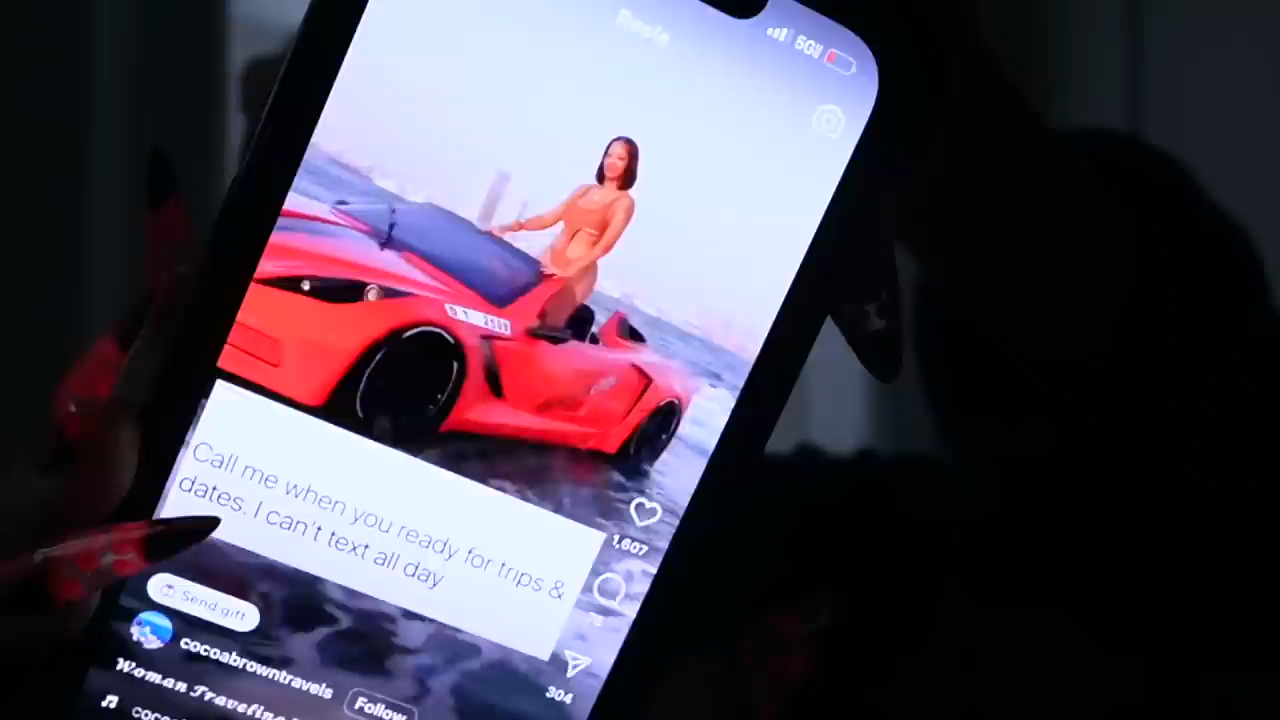 Reels
5G
Call me when you ready for trips &
dates. I can't text all day
1,607
304
Send gift
cocoabrowntravels
Follow
Woman Traveling